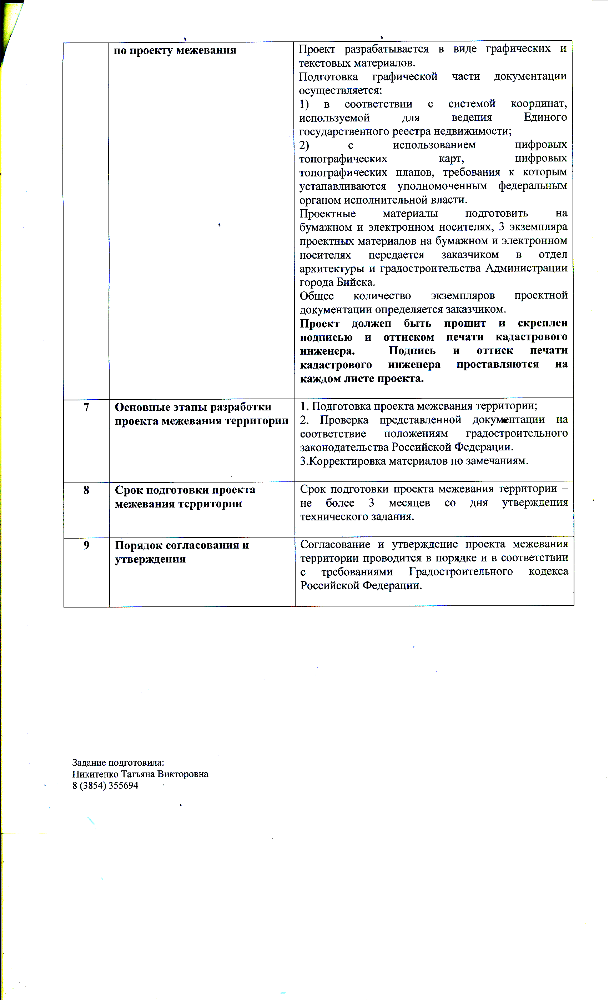 по проекту межевания
Проект разрабатывается в виде графических и
текстовых материалов.
Подготовка графической части документации
осуществляется:
1) в соответствии с системой координат,
используемой для ведения Единого
государственного реестра недвижимости;
2) с использованием цифровых
топографических карт, цифровых
топографических планов, требования к которым
устанавливаются уполномоченным федеральным
органом исполнительной власти.
Проектные материалы подготовить на
бумажном и электронном носителях, 3 экземпляра
проектных материалов на бумажном и электронном
носителях передается заказчиком в отдел
архитектуры и градостроительства Администрации
города Бийска.
Общее количество экземпляров проектной
документации определяется заказчиком.
Проект должен быть прошит и скреплен
подписью и оттиском печати кадастрового
инженера. Подпись и оттиск печати
кадастрового инженера проставляются на
каждом листе проекта.
7
Основные этапы разработки
проекта межевания территории
1. Подготовка проекта межевания территории;
2. Проверка представленной документации на
соответствие положениям градостроительного
законодательства Российской Федерации.
3.Корректировка материалов по замечаниям.
8
Срок подготовки проекта
межевания территории
Срок подготовки проекта межевания территории –
не более 3 месяцев со дня утверждения
технического задания.
9
Порядок согласования и
утверждения
Согласование и утверждение проекта межевания
территории проводится в порядке и в соответствии
с требованиями Градостроительного кодекса
Российской Федерации.
Задание подготовила:
Никитенко Татьяна Викторовна
8 (3854) 355694